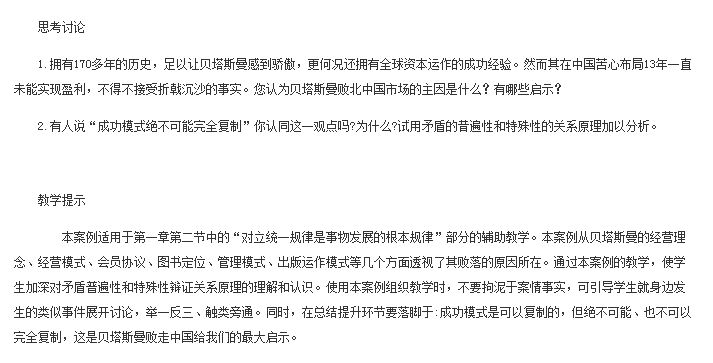 思考讨论
1.拥有170多年的历史，足以让贝塔斯曼感到骄傲，更何况还拥有全球资本运作的成功经验。然而其在中国苦心布局13年一直
未能实现盈利，不得不接受折戟沉沙的事实。您认为贝塔斯曼败北中国市场的主因是什么？有哪些启示？
2.有人说“成功模式绝不可能完全复制”你认同这一观点吗?为什么?试用矛盾的普遍性和特殊性的关系原理加以分析。
教学提示
本案例适用于第一章第二节中的“对立统一规律是事物发展的根本规律”部分的辅助教学。本案例从贝塔斯曼的经营理
念、经营模式、会员协议、图书定位、管理模式、出版运作模式等几个方面透视了其败落的原因所在。通过本案例的教学，使学
生加深对矛盾普遍性和特殊性辩证关系原理的理解和认识。使用本案例组织教学时，不要拘泥于案情事实，可引导学生就身边发
生的类似事件展开讨论，举一反三、触类旁通。同时，在总结提升环节要落脚于:成功模式是可以复制的，但绝不可能、也不可以
完全复制，这是贝塔斯曼败走中国给我们的最大启示。